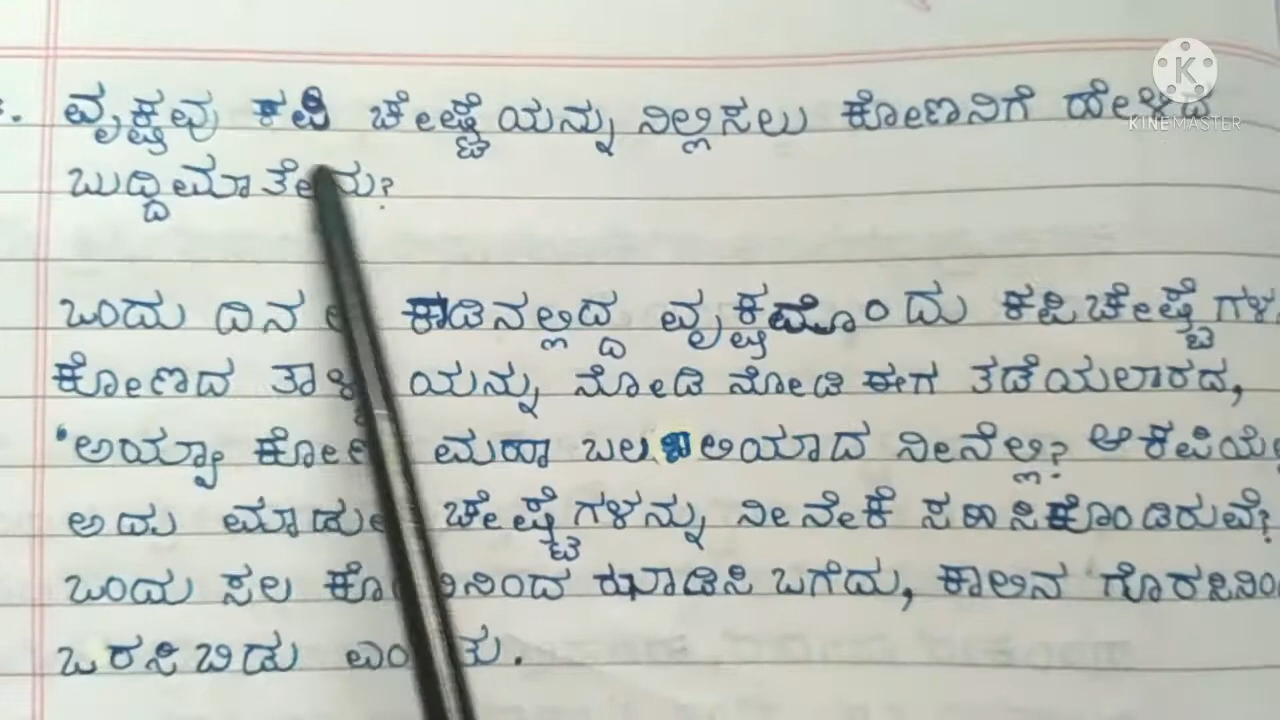 ವೃಕ್ಷವು ಕಪಿ ಚೇಷ್ಟೆಯನ್ನು ನಿಲ್ಲಿಸಲು ಕೋಣನಿಗೆ ಹೇಳಿದ
KINEMASTER
ಬುದ್ದಿಮಾತೇನು?
ಒಂದು ದಿನ ಕಾಡಿನಲ್ಲಿದ್ದ ವೃಕ್ಷವೊಂದು ಕಪಿಚೇಷ್ಟೆಗಳ
ಕೋಣದ ತಾಳ್ಮೆಯನ್ನು ನೋಡಿ ನೋಡಿ ಈಗ ತಡೆಯಲಾರದ,
'ಅಯ್ಯಾ ಮಹಾ ಬಲಶಾಲಿಯಾದ ನೀನೆಲ್ಲಿ? ಆ ಕಪಿಯೆ
ಅದು ಚೇಷ್ಟೆಗಳನ್ನು ನೀನೇಕೆ ಸಹಿಸಿಕೊಂಡಿರುವೆ?
ಒಂದು ಸಲ ಝಾಡಿಸಿ ಒಗೆದು, ಕಾಲಿನ ಗೊರಸಿನಿಂ
ಒರಸಿಬಿಡು